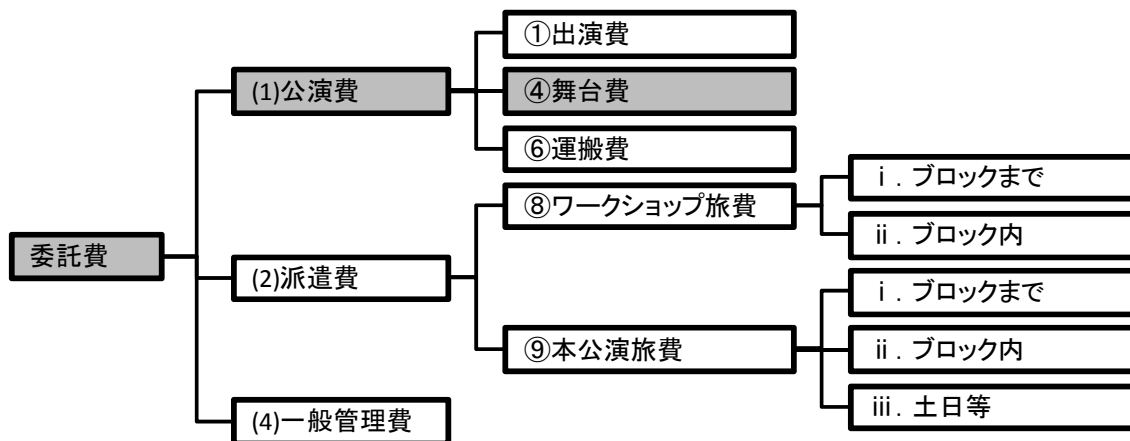 委託費
(1)公演費
①出演費
④舞台費
⑥運搬費
(2)派遣費
⑧ワークショップ旅費
ⅰ．ブロックまで
ⅱ．ブロック内
⑨本公演旅費
ⅰ．ブロックまで
ⅱ．ブロック内
ⅲ．土日等
(4)一般管理費